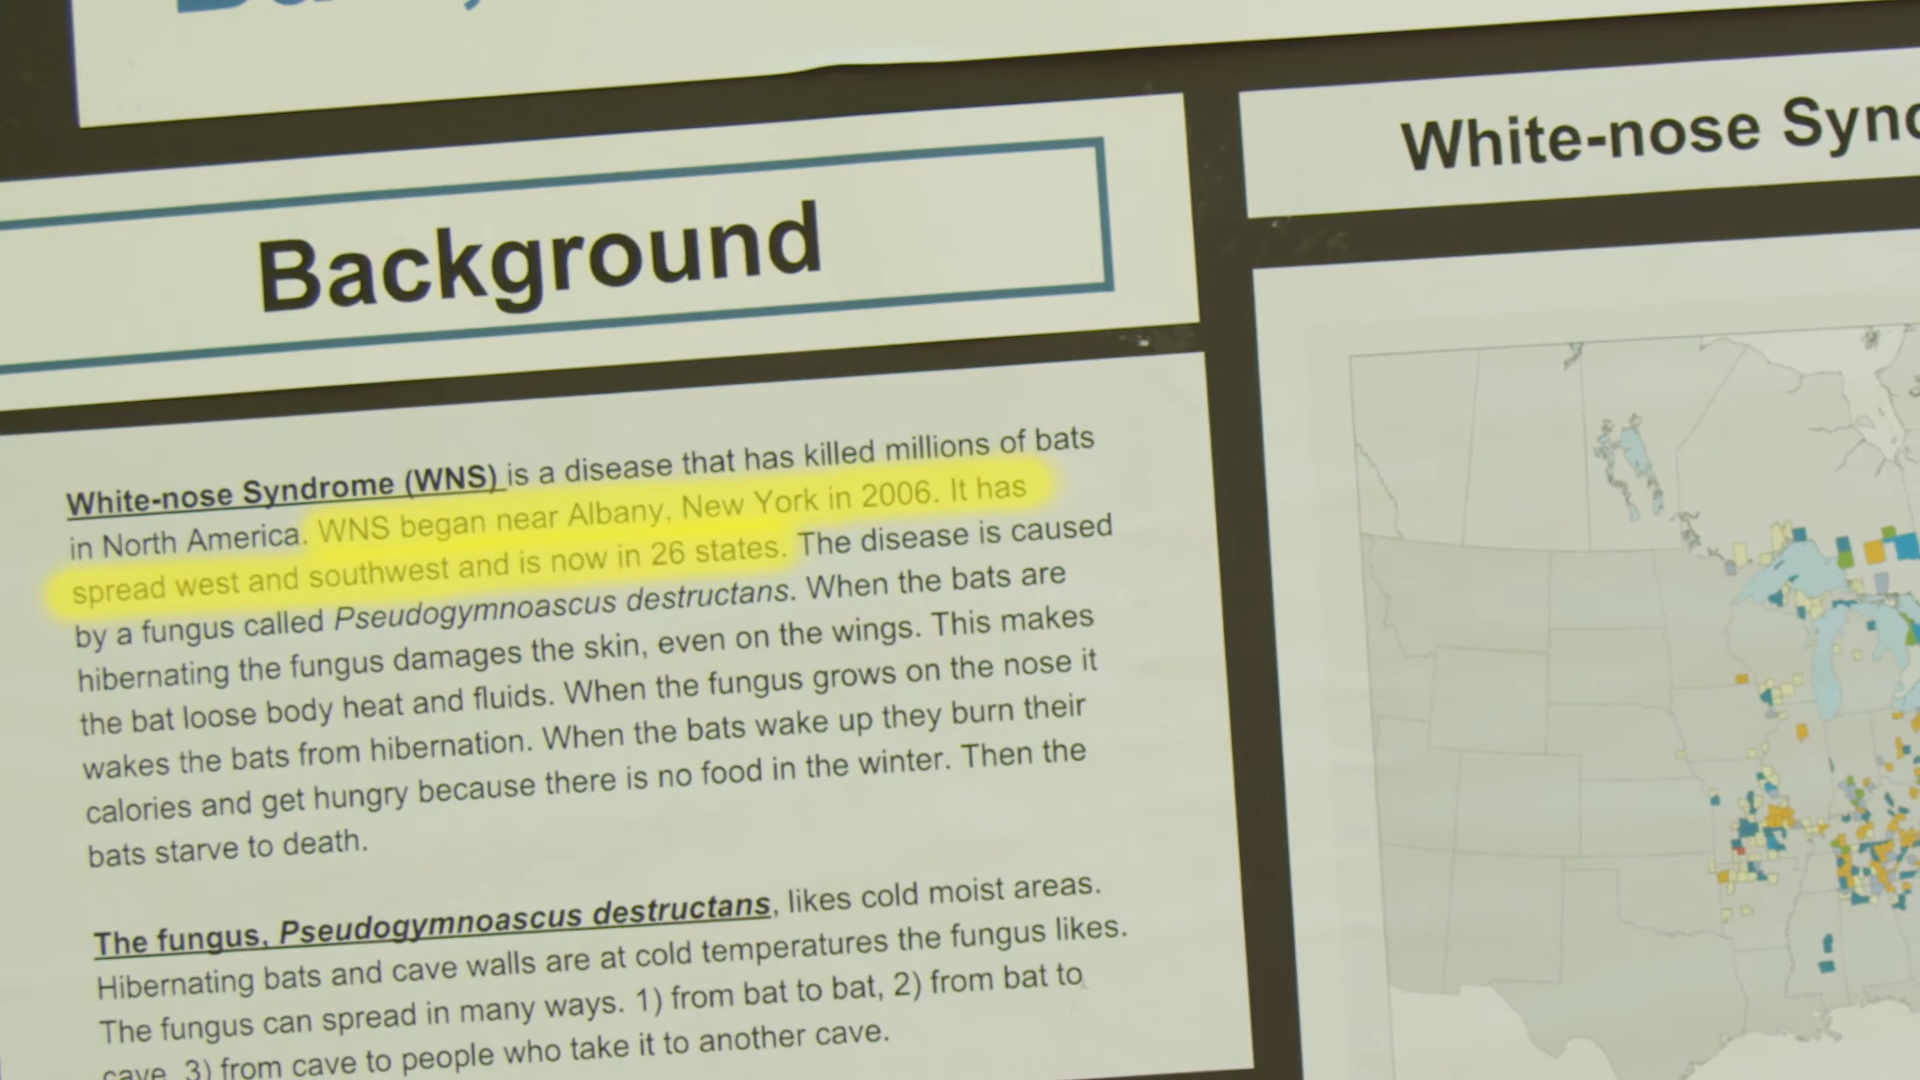 Background
White-nose Syndrome (WNS) is a disease that has killed millions of bats
in North America. WNS began near Albany, New York in 2006. It has
spread west and southwest and is now in 26 states. The disease is caused
by a fungus called Pseudogymnoascus destructans. When the bats are
hibernating the fungus damages the skin, even on the wings. This makes
the bat loose body heat and fluids. When the fungus grows on the nose it
wakes the bats from hibernation. When the bats wake up they burn their
calories and get hungry because there is no food in the winter. Then the
bats starve to death.
The fungus, Pseudogymnoascus destructans, likes cold moist areas.
Hibernating bats and cave walls are at cold temperatures the fungus likes.
The fungus can spread in many ways. 1) from bat to bat, 2) from bat to
cave, 3) from cave to people who take it to another cave.
White-nose Synd